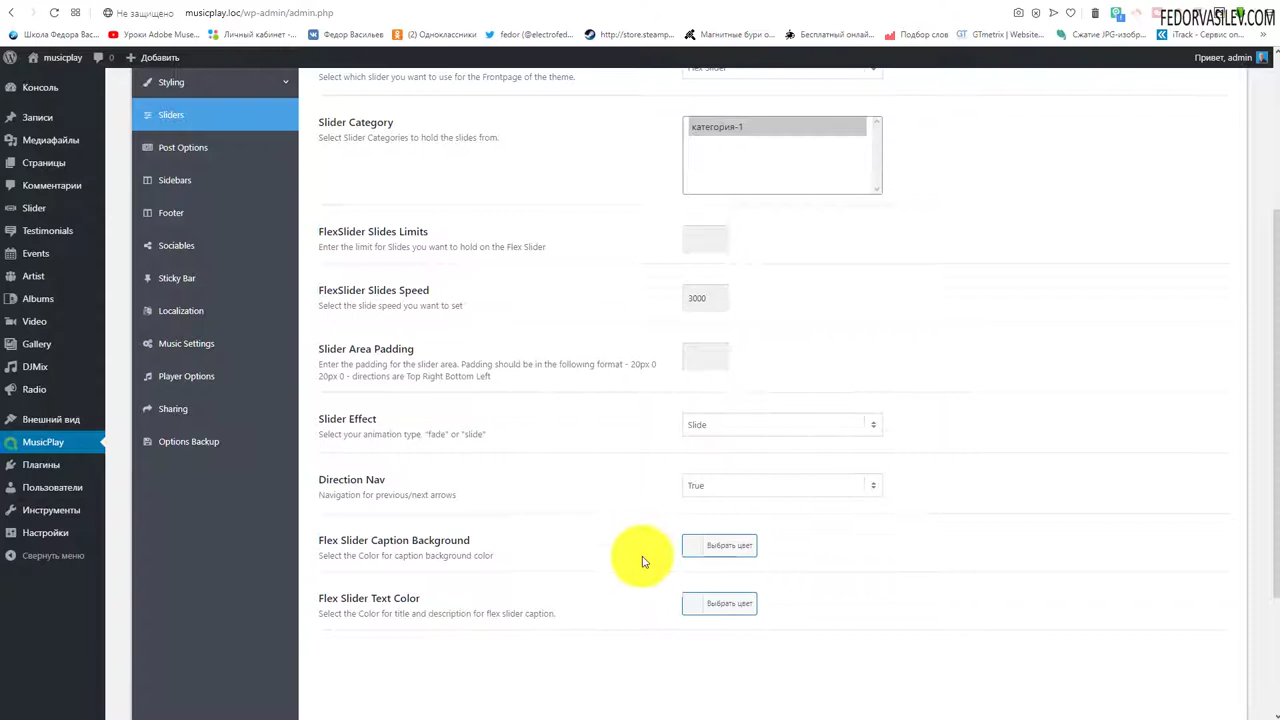 Не защищено
musicplay.loc/wp-admin/admin.php
FEDORVASILEV.COM
Школа Федора Вас...
Уроки Adobe Muse...
Личный кабинет -...
Федор Васильев
(2) Одноклассники
fedor (@electrofed...
http://store.steamp...
Магнитные бури о...
Бесплатный онлай...
Подбор слов
GTmetrix | Website...
Сжатие JPG-изобр...
iTrack - Сервис оп...
musicplay
0
Добавить
Привет, admin
Консоль
Записи
Медиафайлы
Страницы
Комментарии
Slider
Testimonials
Events
Artist
Albums
Video
Gallery
DJMix
Radio
Внешний вид
MusicPlay
Плагины
Пользователи
Инструменты
Настройки
Свернуть меню
Styling
Sliders
Post Options
Sidebars
Footer
Sociables
Sticky Bar
Localization
Music Settings
Player Options
Sharing
Options Backup
Select which slider you want to use for the Frontpage of the theme.
Flex Slider
Slider Category
Select Slider Categories to hold the slides from.
категория-1
FlexSlider Slides Limits
Enter the limit for Slides you want to hold on the Flex Slider
FlexSlider Slides Speed
Select the slide speed you want to set
3000
Slider Area Padding
Enter the padding for the slider area. Padding should be in the following format - 20px 0
20px 0 - directions are Top Right Bottom Left
Slider Effect
Select your animation type, "fade" or "slide"
Slide
Direction Nav
Navigation for previous/next arrows
True
Flex Slider Caption Background
Select the Color for caption background color
Выбрать цвет
Flex Slider Text Color
Select the Color for title and description for flex slider caption.
Выбрать цвет